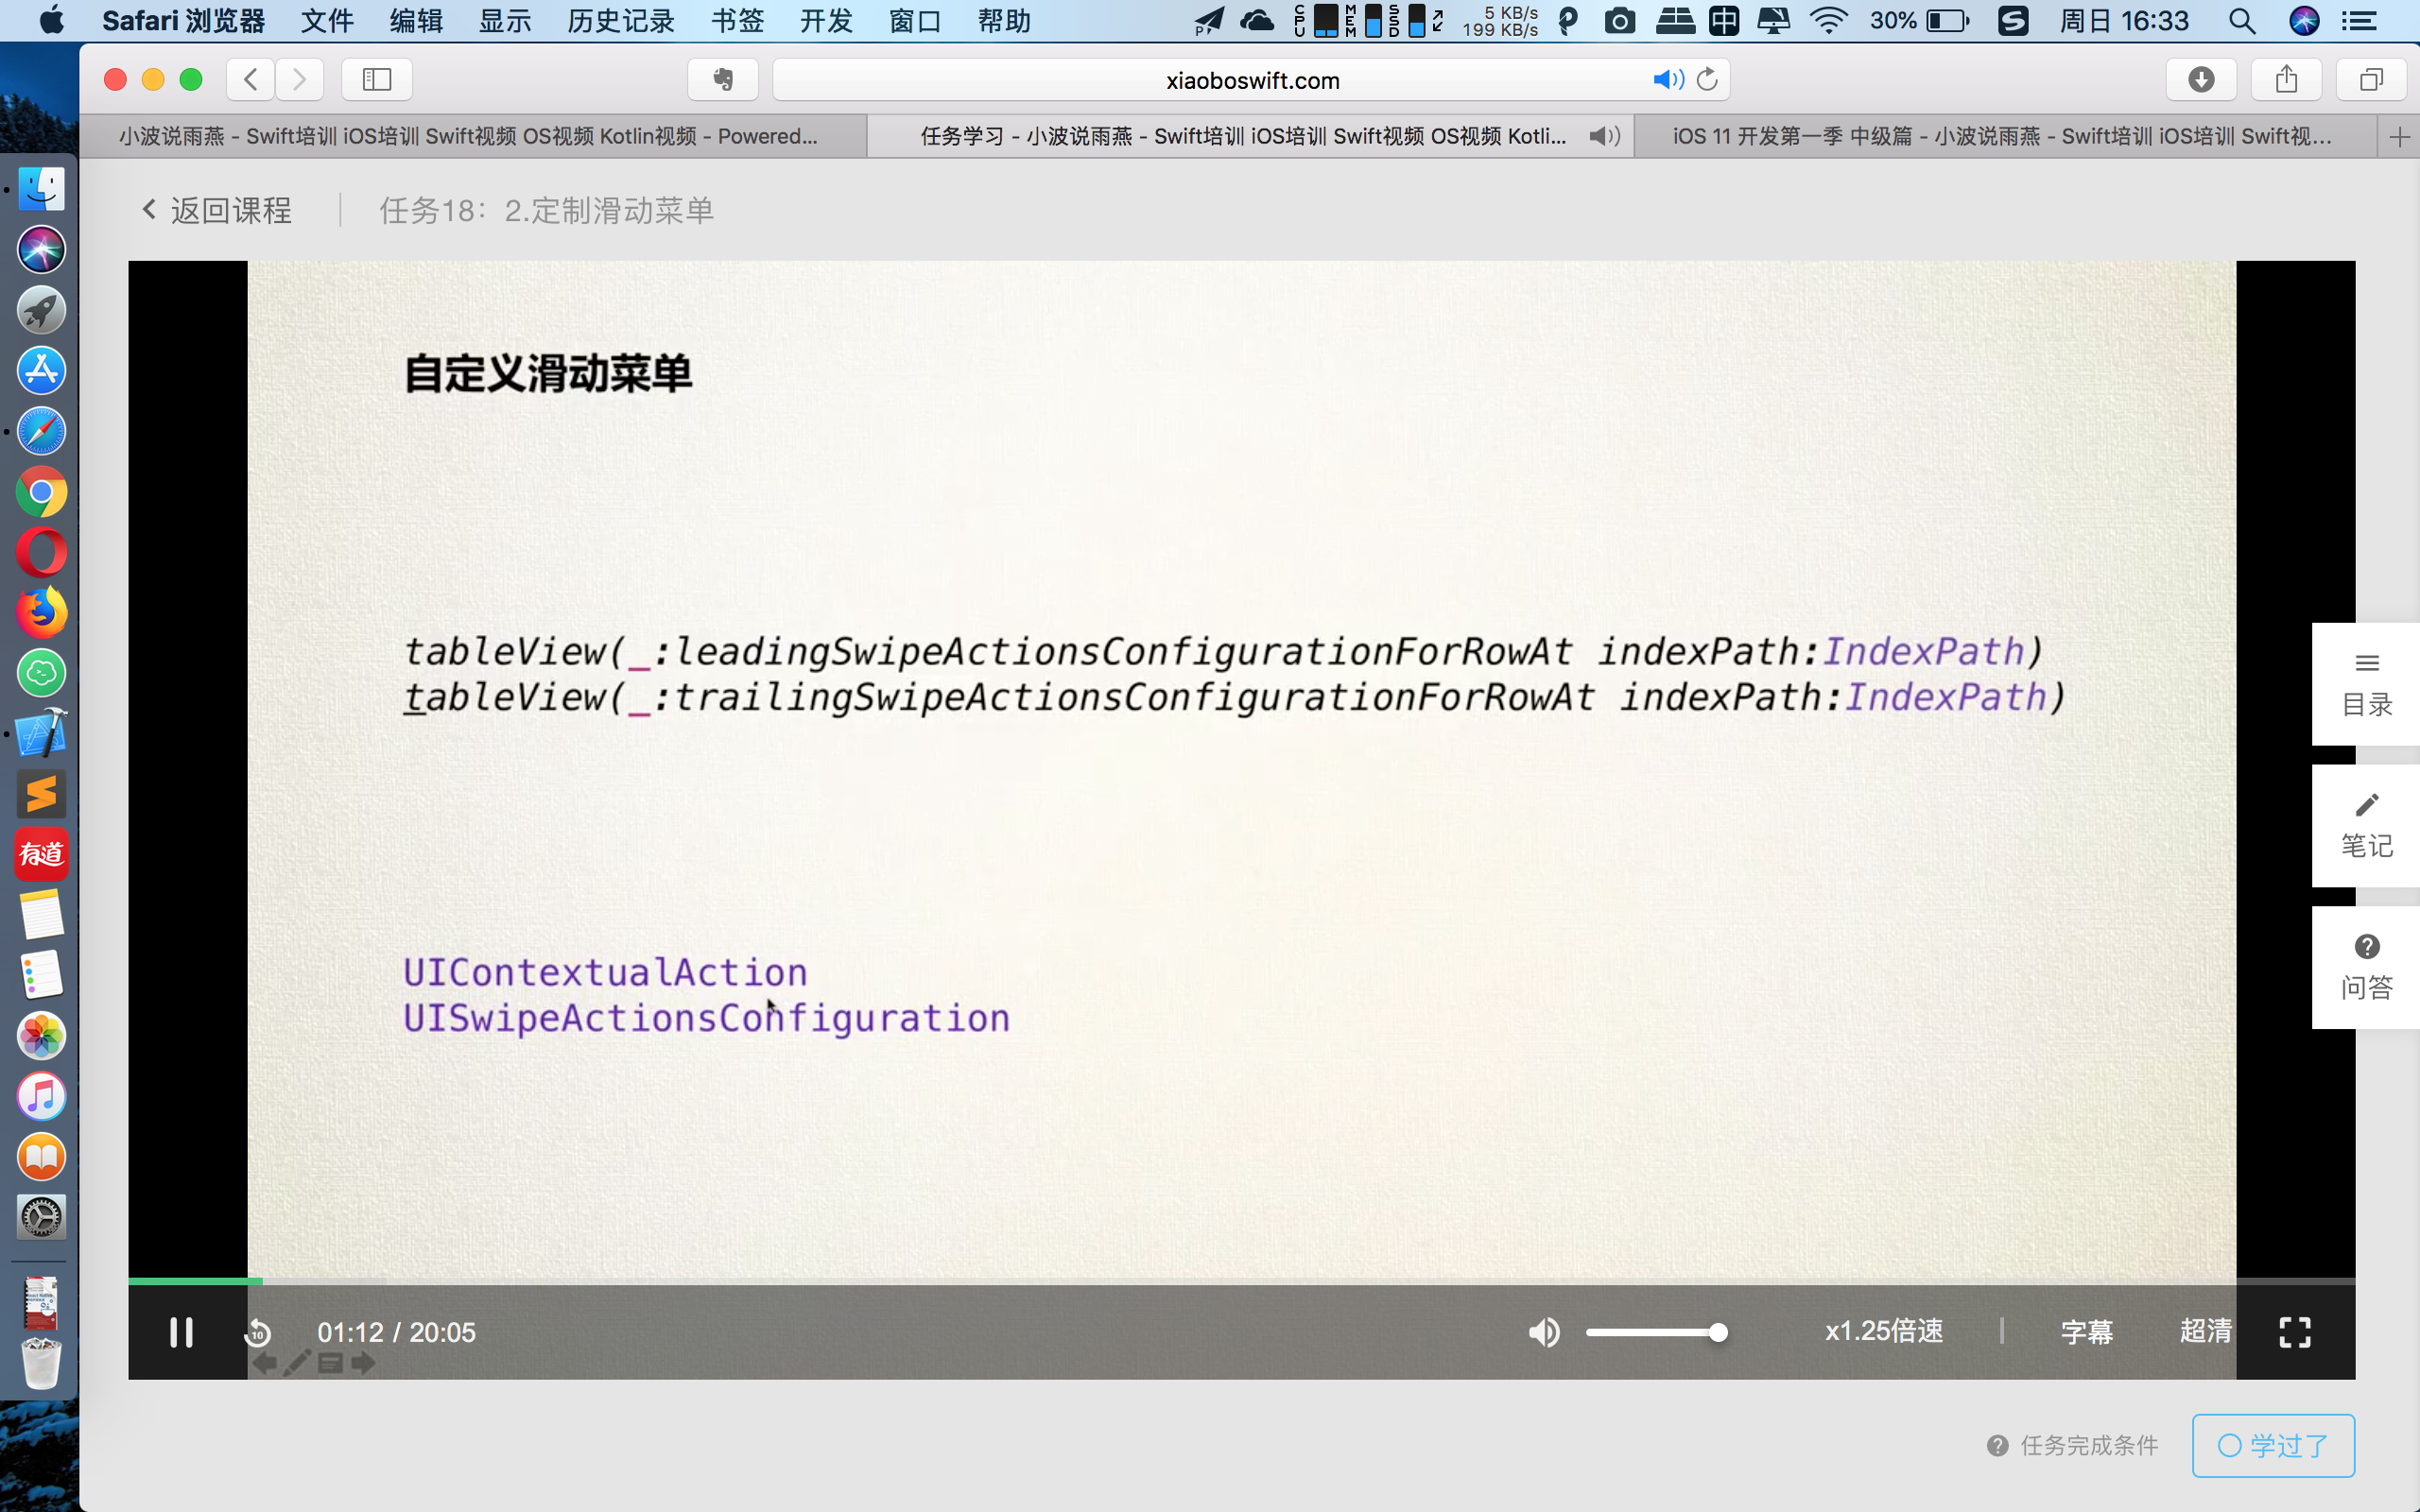 Safari 浏览器 文件 编辑 显示 历史记录 书签 开发 窗口 帮助 CPU MEM SSD 5 KB/s 199 KB/s 中 30% 周日 16:33
xiaoboswift.com
小波说雨燕 - Swift培训 iOS培训 Swift视频 OS视频 Kotlin视频 - Powered...
任务学习 - 小波说雨燕 - Swift培训 iOS培训 Swift视频 OS视频 Kotli...
iOS 11 开发第一季 中级篇 - 小波说雨燕 - Swift培训 iOS培训 Swift视...
返回课程
任务18：2.定制滑动菜单
自定义滑动菜单
tableView(_:leadingSwipeActionsConfigurationForRowAt indexPath:IndexPath)
tableView(_:trailingSwipeActionsConfigurationForRowAt indexPath:IndexPath)
UIContextualAction
UISwipeActionsConfiguration
目录
笔记
问答
有道
10 01:12 / 20:05 x1.25倍速 字幕 超清
任务完成条件 学过了